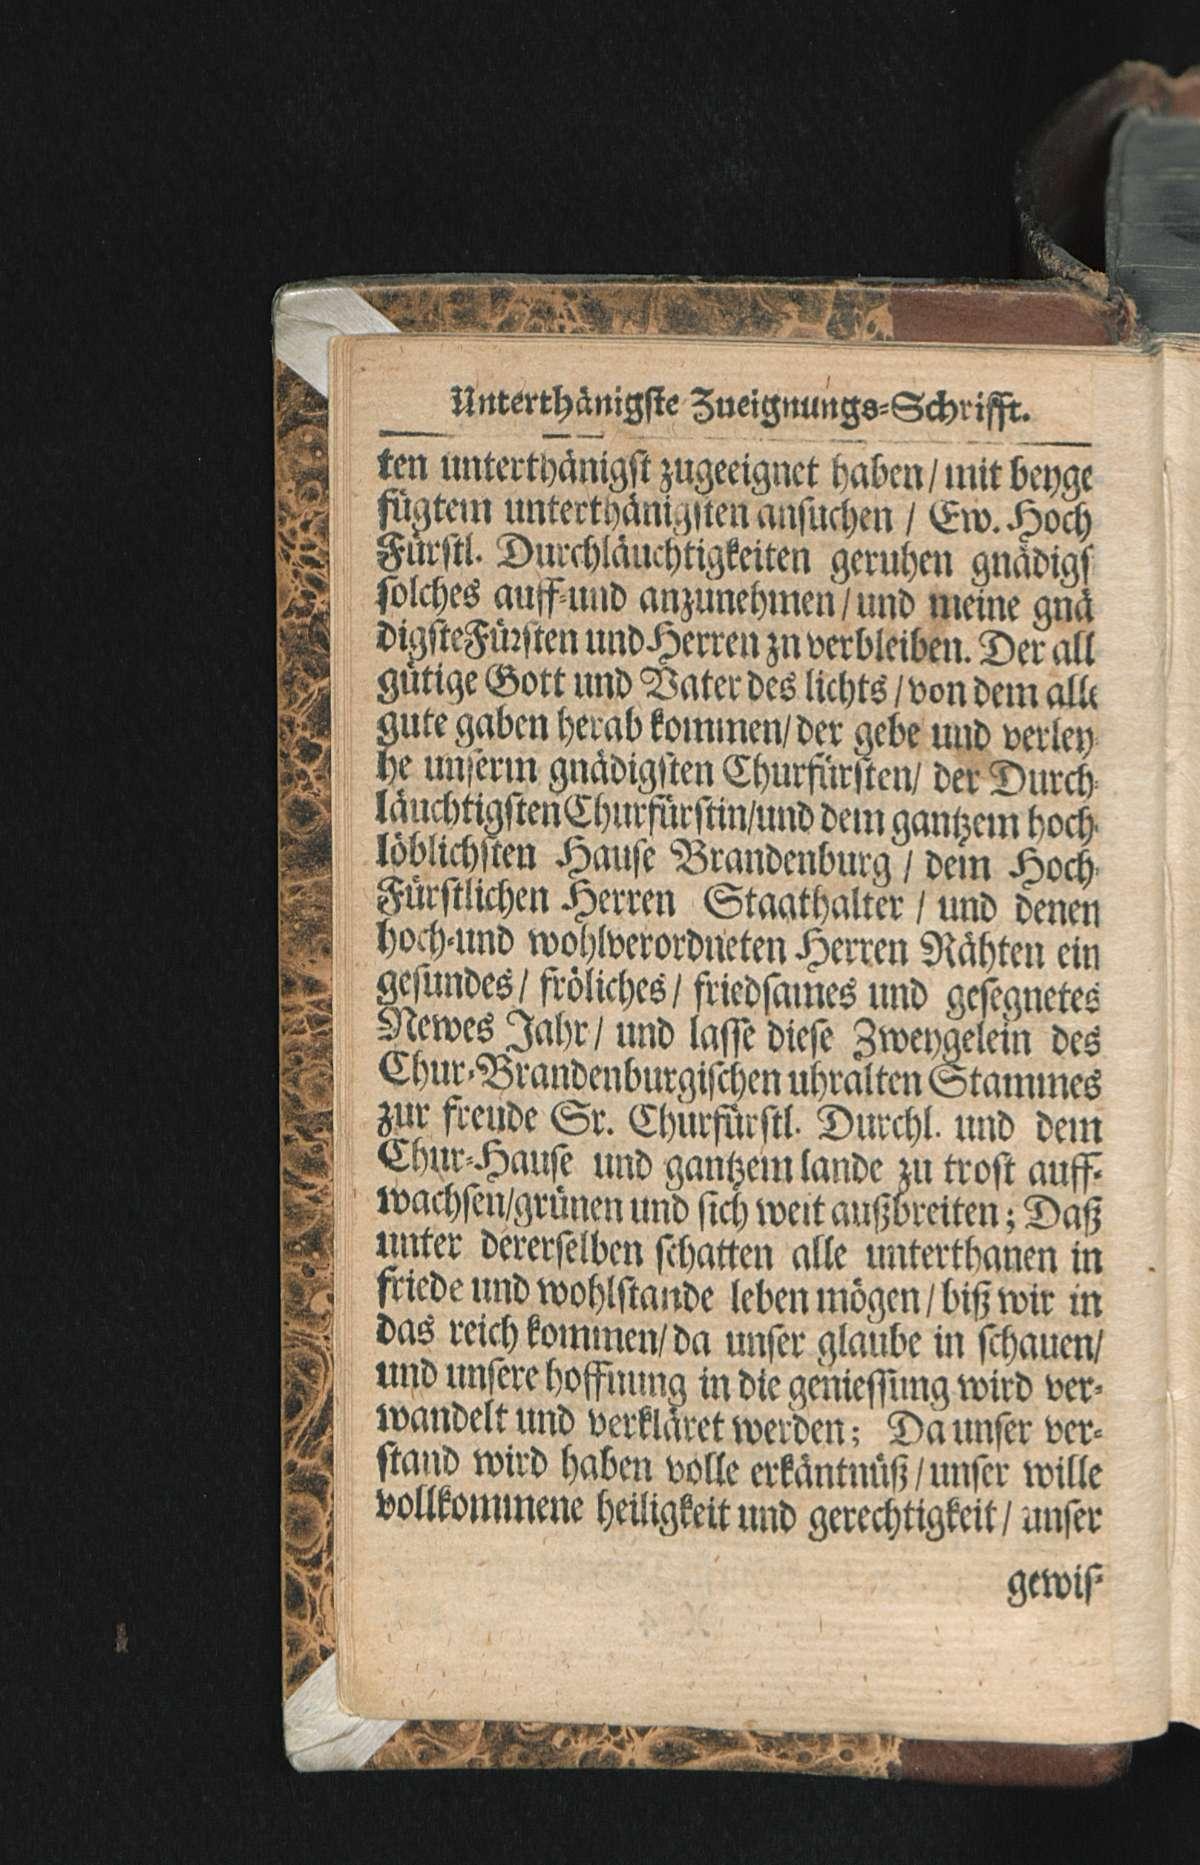 Unterthänigste Zueignungs-Schrifft.
ten unterthänigst zugeeignet haben / mit beyge
fügtem unterthänigsten ansuchen / Ew. Hoch
Fürstl. Durchläuchtigkeiten geruhen gnädigs
solches auff-und anzunehmen / und meine gnä
digste Fürsten und Herren zu verbleiben. Der all
gütige Gott und Vater des lichts / von dem alle
gute gaben herab kommen / der gebe und verley-
he unserm gnädigsten Churfürsten / der Durch-
läuchtigsten Churfürstin / und dem gantzem hoch-
löblichsten Hause Brandenburg / dem Hoch-
Fürstlichen Herren Staathalter / und denen
hoch-und wohlverordneten Herren Rähten ein
gesundes / fröliches / friedsames und gesegnetes
Newes Jahr / und lasse diese Zweygelein des
Chur-Brandenburgischen uhralten Stammes
zur freude Sr. Churfürstl. Durchl. und dem
Chur-Hause und gantzem lande zu trost auff-
wachsen / grünen und sich weit außbreiten; Daß
unter dererselben schatten alle unterthanen in
friede und wohlstande leben mögen / biß wir in
das reich kommen / da unser glaube in schauen /
und unsere hoffnung in die geniessung wird ver-
wandelt und verkläret werden; Da unser ver-
stand wird haben volle erkäntnüß / unser wille
vollkommene heiligkeit und gerechtigkeit / unser
gewis-